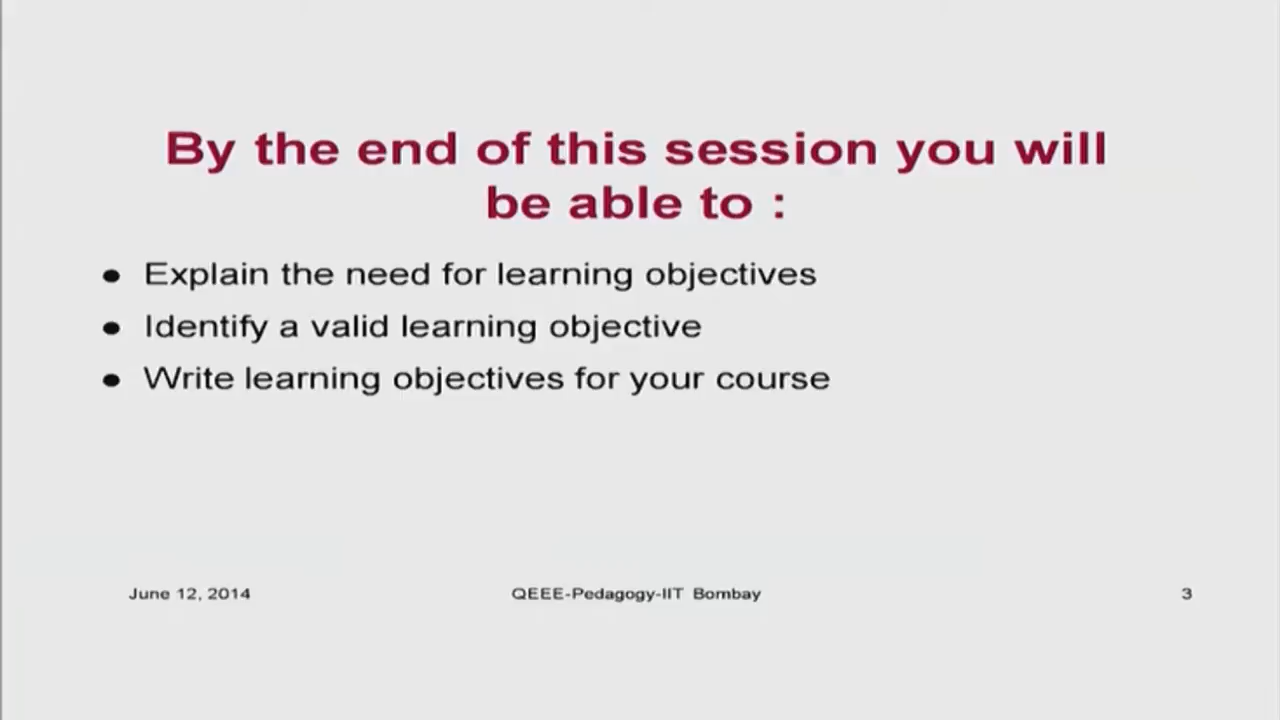 By the end of this session you will
be able to :
● Explain the need for learning objectives
● Identify a valid learning objective
● Write learning objectives for your course
June 12, 2014 QEEE-Pedagogy-IIT Bombay 3